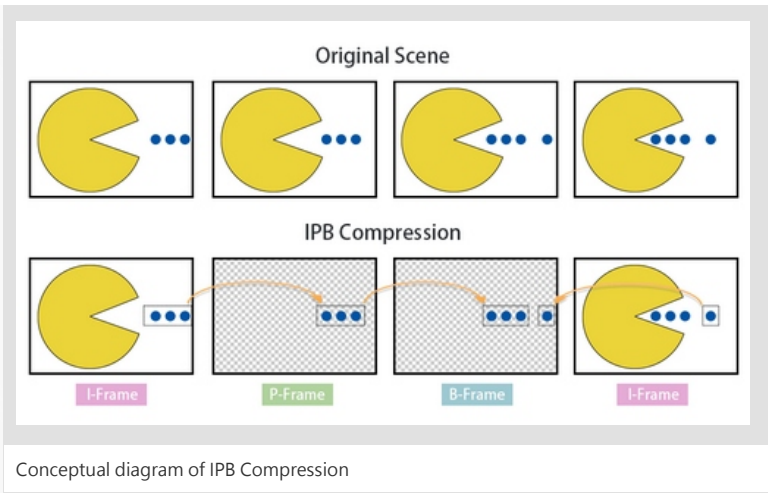 Original Scene
IPB Compression
I-Frame
P-Frame
B-Frame
I-Frame
Conceptual diagram of IPB Compression